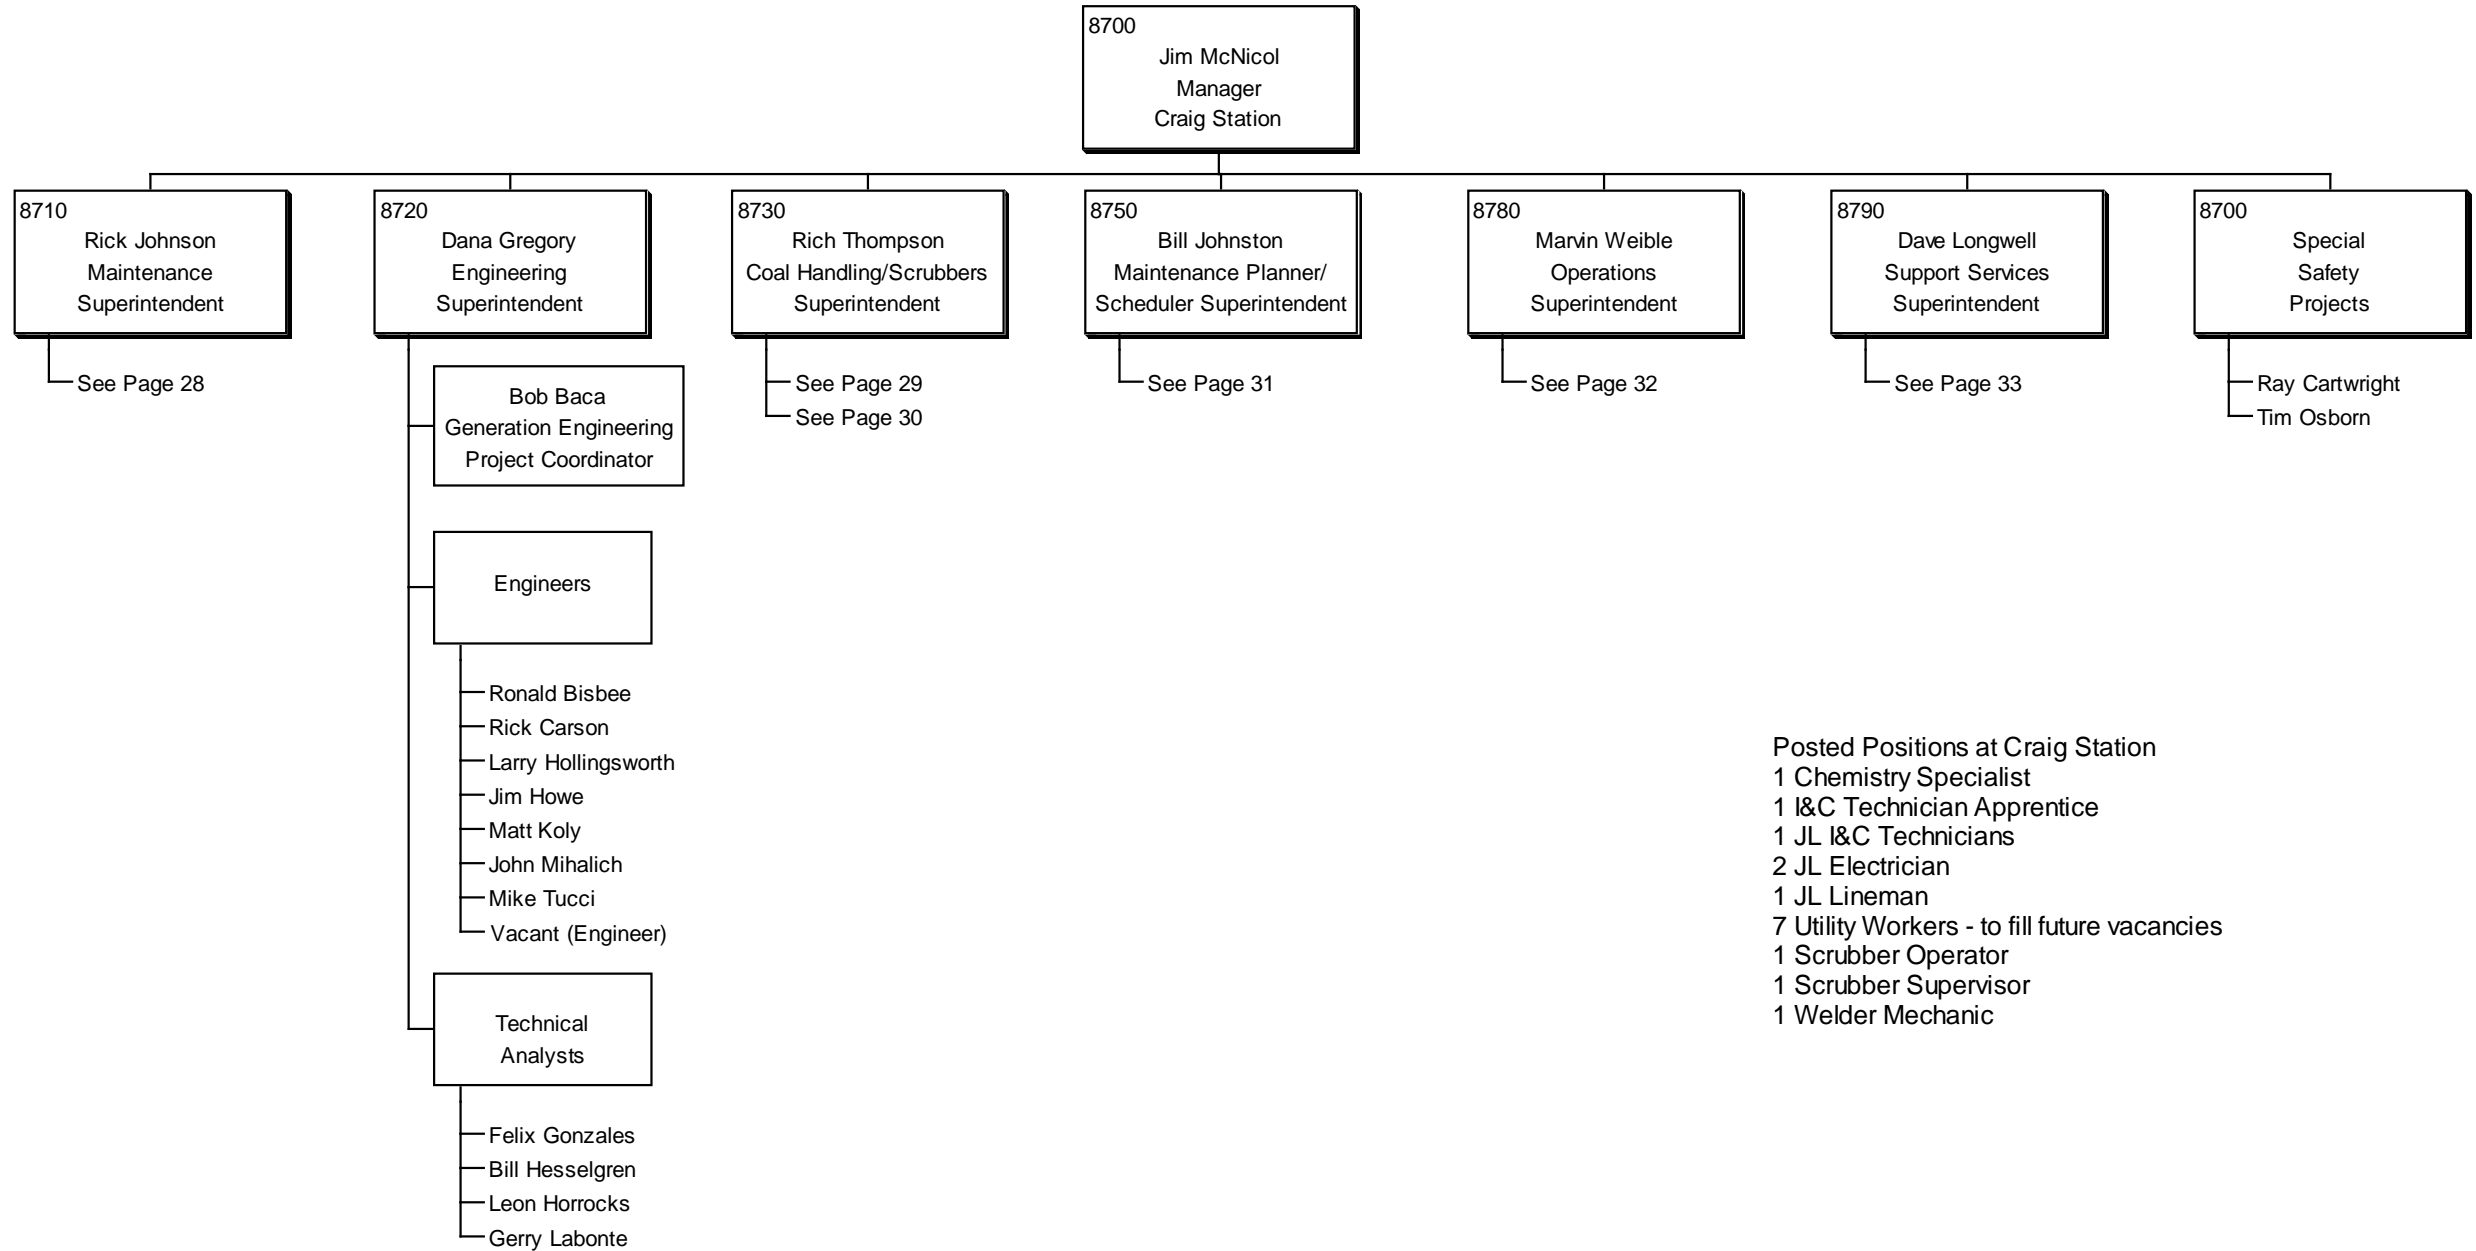 8700
Jim McNicol
Manager
Craig Station
8710
Rick Johnson
Maintenance
Superintendent
See Page 28
8720
Dana Gregory
Engineering
Superintendent
Bob Baca
Generation Engineering
Project Coordinator
Engineers
Ronald Bisbee
Rick Carson
Larry Hollingsworth
Jim Howe
Matt Koly
John Mihalich
Mike Tucci
Vacant (Engineer)
Technical
Analysts
Felix Gonzales
Bill Hesselgren
Leon Horrocks
Gerry Labonte
8730
Rich Thompson
Coal Handling/Scrubbers
Superintendent
See Page 29
See Page 30
8750
Bill Johnston
Maintenance Planner/
Scheduler Superintendent
See Page 31
8780
Marvin Weible
Operations
Superintendent
See Page 32
8790
Dave Longwell
Support Services
Superintendent
See Page 33
8700
Special
Safety
Projects
Ray Cartwright
Tim Osborn
Posted Positions at Craig Station
1 Chemistry Specialist
1 I&C Technician Apprentice
1 JL I&C Technicians
2 JL Electrician
1 JL Lineman
7 Utility Workers - to fill future vacancies
1 Scrubber Operator
1 Scrubber Supervisor
1 Welder Mechanic